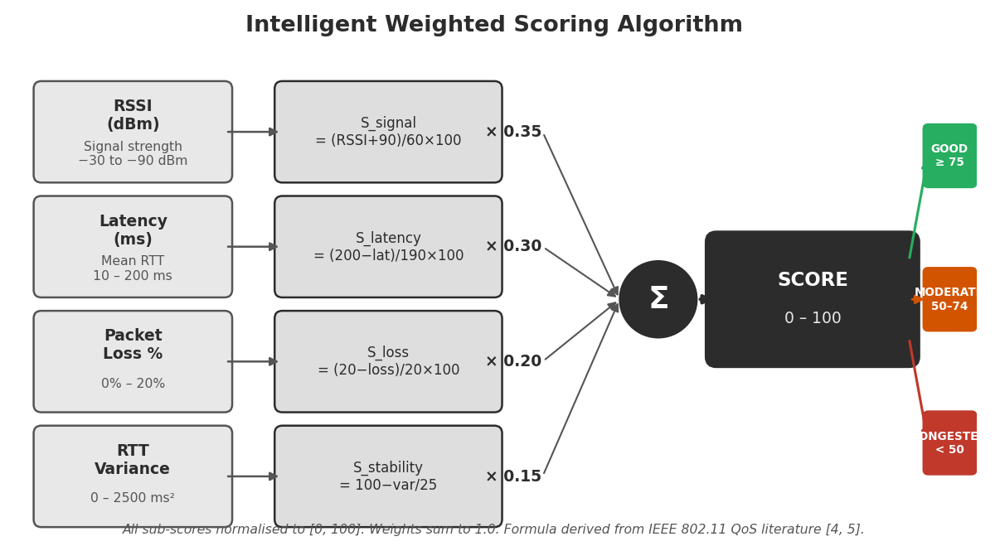 Intelligent Weighted Scoring Algorithm
RSSI
(dBm)
Signal strength
−30 to −90 dBm
S_signal
= (RSSI+90)/60×100
× 0.35
Latency
(ms)
Mean RTT
10 – 200 ms
S_latency
= (200−lat)/190×100
× 0.30
Packet
Loss %
0% – 20%
S_loss
= (20−loss)/20×100
× 0.20
RTT
Variance
0 – 2500 ms²
S_stability
= 100−var/25
× 0.15
Σ
SCORE
0 – 100
GOOD
≥ 75
MODERAT
50–74
ONGESTE
< 50
All sub-scores normalised to [0, 100]. Weights sum to 1.0. Formula derived from IEEE 802.11 QoS literature [4, 5].